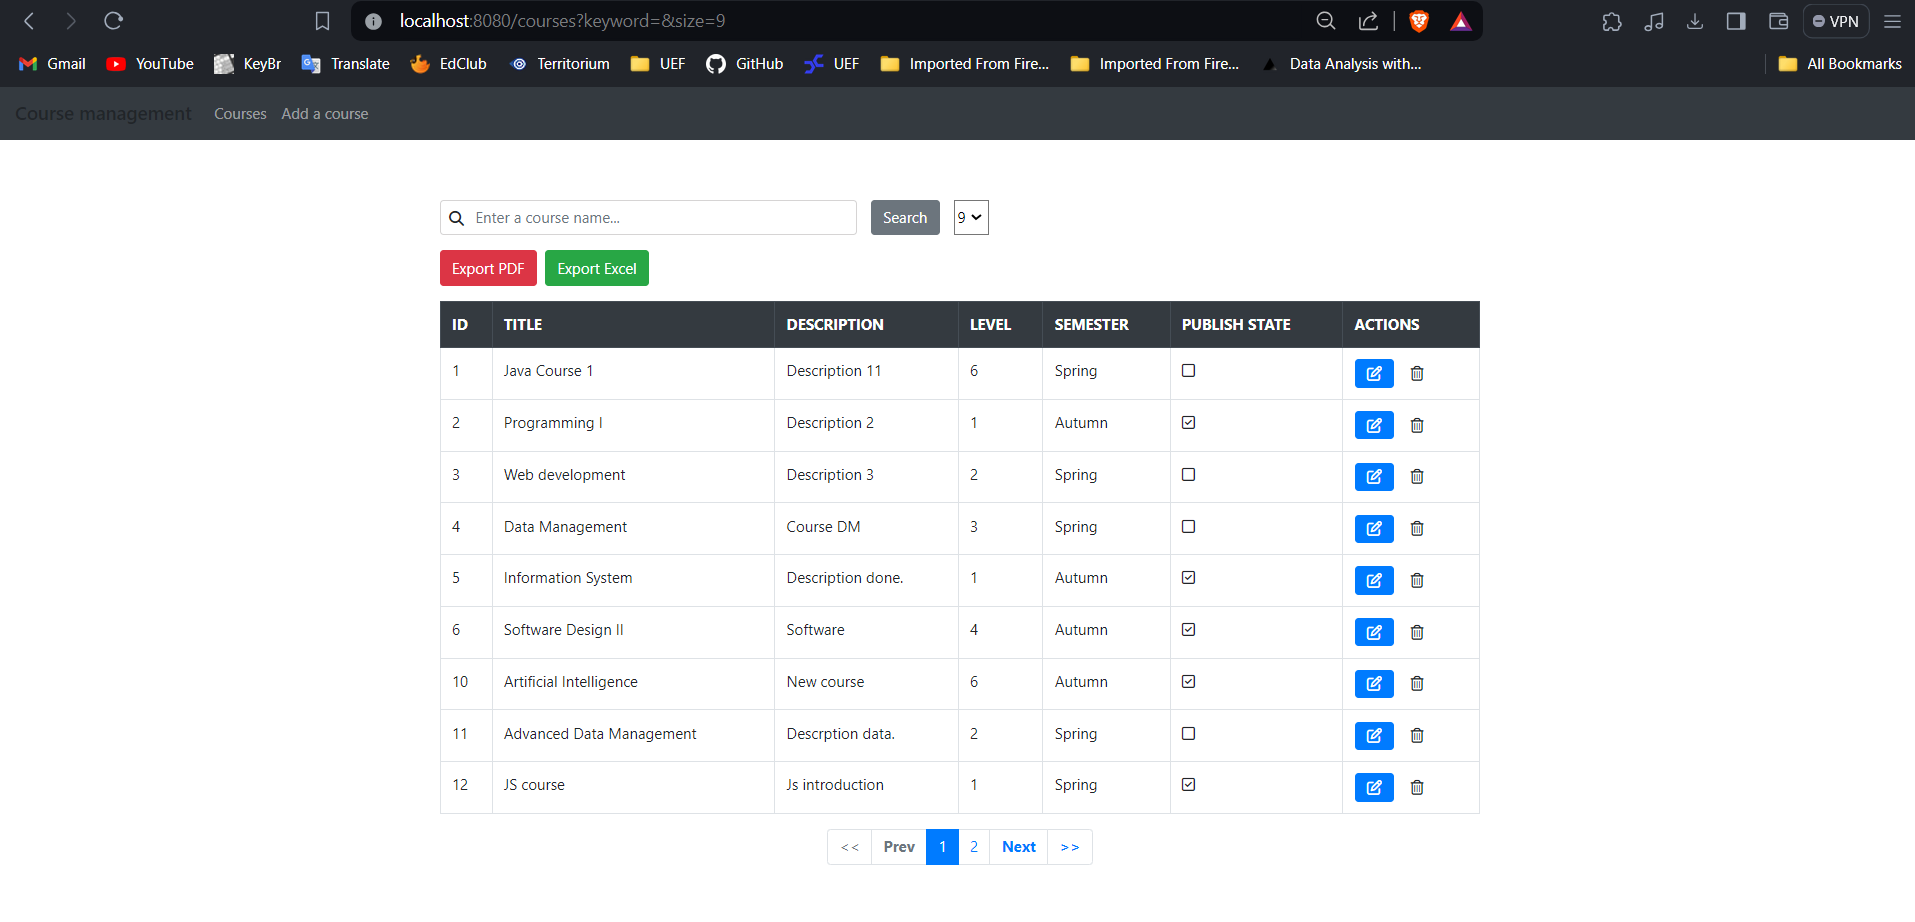 localhost:8080/courses?keyword=&size=9
VPN
Gmail YouTube KeyBr Translate EdClub Territorium UEF GitHub UEF Imported From Fire... Imported From Fire... Data Analysis with... All Bookmarks
Course management Courses Add a course
Enter a course name... Search 9
Export PDF Export Excel
ID TITLE DESCRIPTION LEVEL SEMESTER PUBLISH STATE ACTIONS
1 Java Course 1 Description 11 6 Spring
2 Programming I Description 2 1 Autumn
3 Web development Description 3 2 Spring
4 Data Management Course DM 3 Spring
5 Information System Description done. 1 Autumn
6 Software Design II Software 4 Autumn
10 Artificial Intelligence New course 6 Autumn
11 Advanced Data Management Descrption data. 2 Spring
12 JS course Js introduction 1 Spring
<< Prev 1 2 Next >>